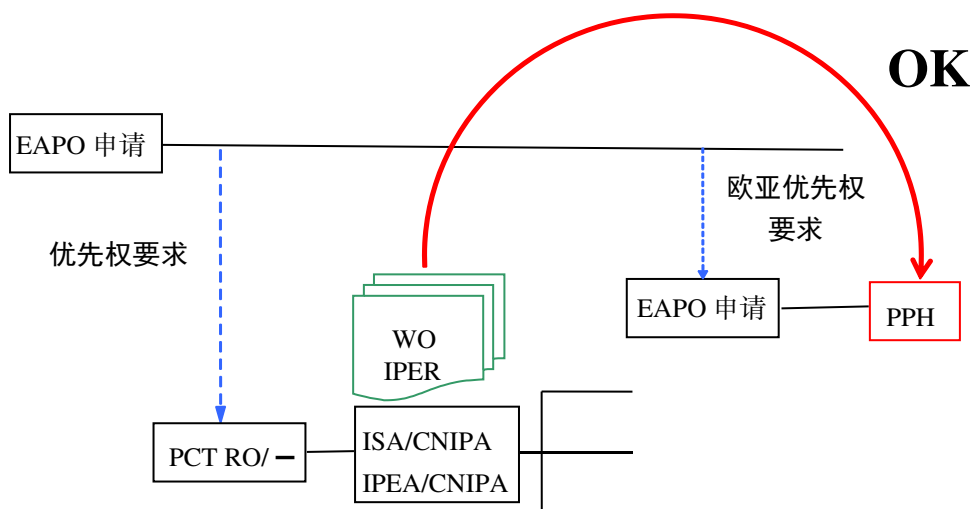 OK
EAPO 申请
欧亚优先权
要求
优先权要求
EAPO 申请
PPH
WO
IPER
PCT RO/ —
ISA/CNIPA
IPEA/CNIPA